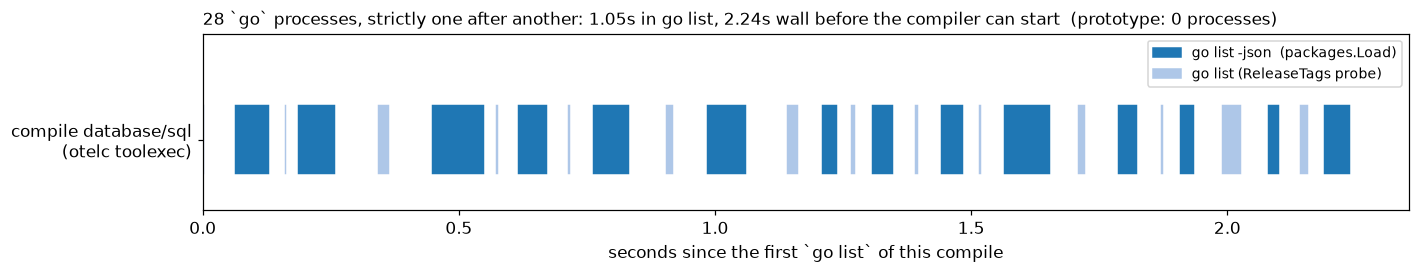 28 `go` processes, strictly one after another: 1.05s in go list, 2.24s wall before the compiler can start  (prototype: 0 processes)
go list -json  (packages.Load)
go list (ReleaseTags probe)
compile database/sql
(otelc toolexec)
0.0 0.5 1.0 1.5 2.0
seconds since the first `go list` of this compile